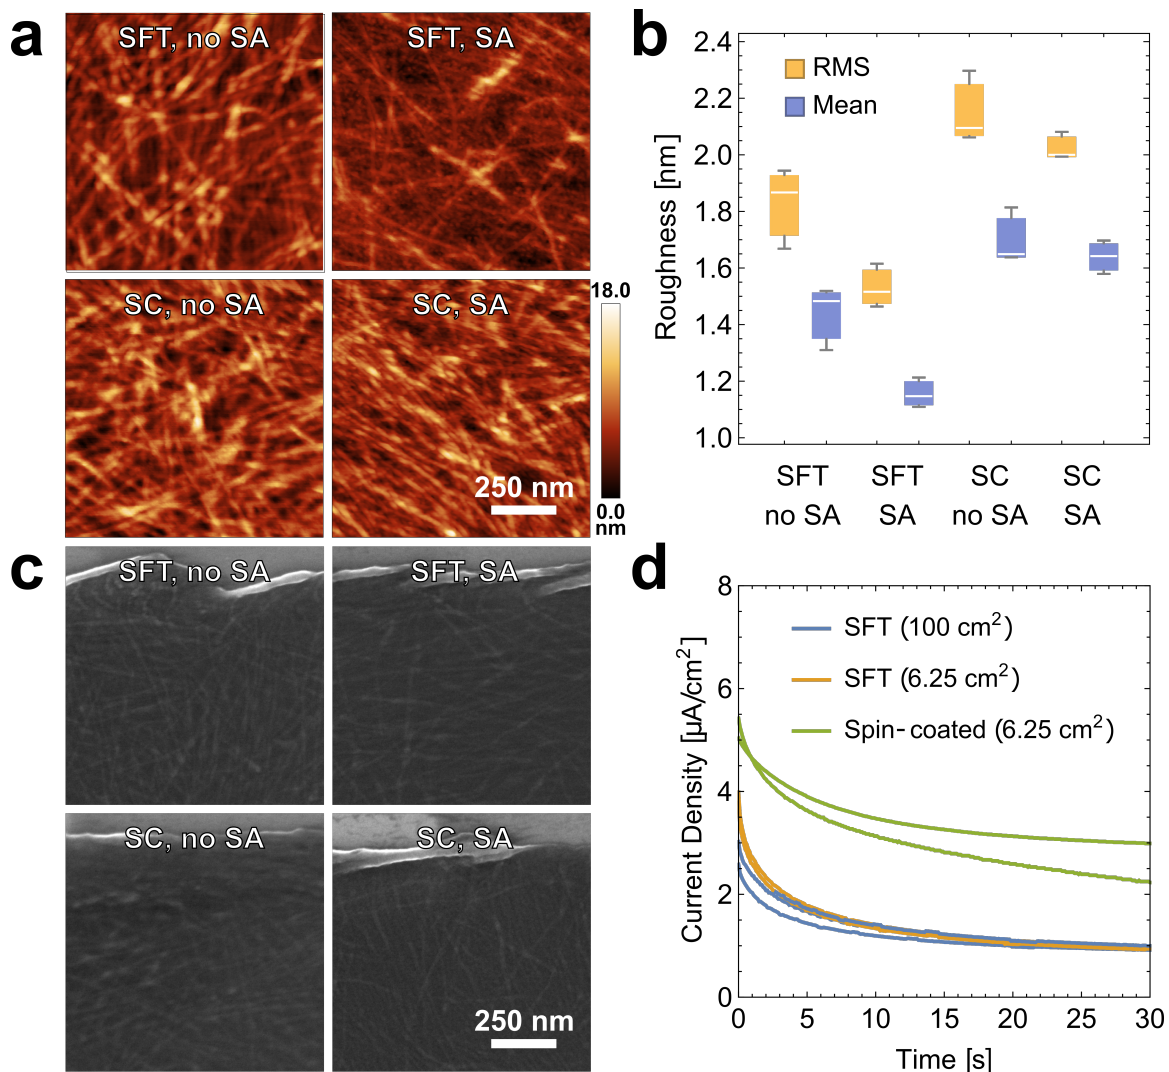 a
SFT, no SA
SFT, SA
SC, no SA
SC, SA
250 nm
18.0
0.0
nm
b
2.4
2.2
2.0
1.8
1.6
1.4
1.2
1.0
Roughness [nm]
RMS
Mean
SFT
no SA
SFT
SA
SC
no SA
SC
SA
c
SFT, no SA
SFT, SA
SC, no SA
SC, SA
250 nm
d
8
6
4
2
0
Current Density [µA/cm²]
SFT (100 cm²)
SFT (6.25 cm²)
Spin-coated (6.25 cm²)
0 5 10 15 20 25 30
Time [s]